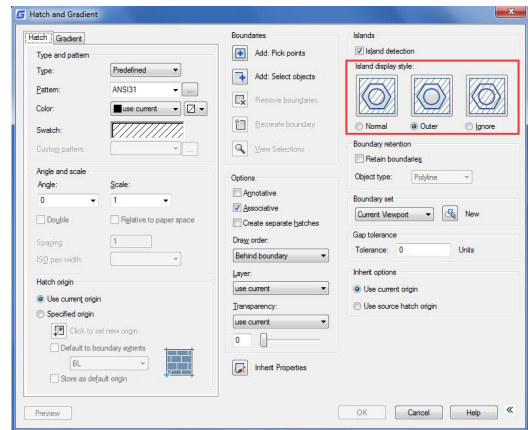 Hatch and Gradient
Hatch Gradient
Type and pattern
Type: Predefined
Pattern: ANSI31 ...
Color: use current
Swatch:
Custom pattern: ...
Angle and scale
Angle: Scale:
0 1
Double Relative to paper space
Spacing: 1
ISO pen width:
Hatch origin
Use current origin
Specified origin
Click to set new origin
Default to boundary extents
BL
Store as default origin
Preview
Boundaries
Add: Pick points
Add: Select objects
Remove boundaries
Recreate boundary
View Selections
Options
Annotative
Associative
Create separate hatches
Draw order:
Behind boundary
Layer:
use current
Transparency:
use current
0
Inherit Properties
Islands
Island detection
Island display style:
Normal Outer Ignore
Boundary retention
Retain boundaries
Object type: Polyline
Boundary set
Current Viewport New
Gap tolerance
Tolerance: 0 Units
Inherit options
Use current origin
Use source hatch origin
OK Cancel Help «